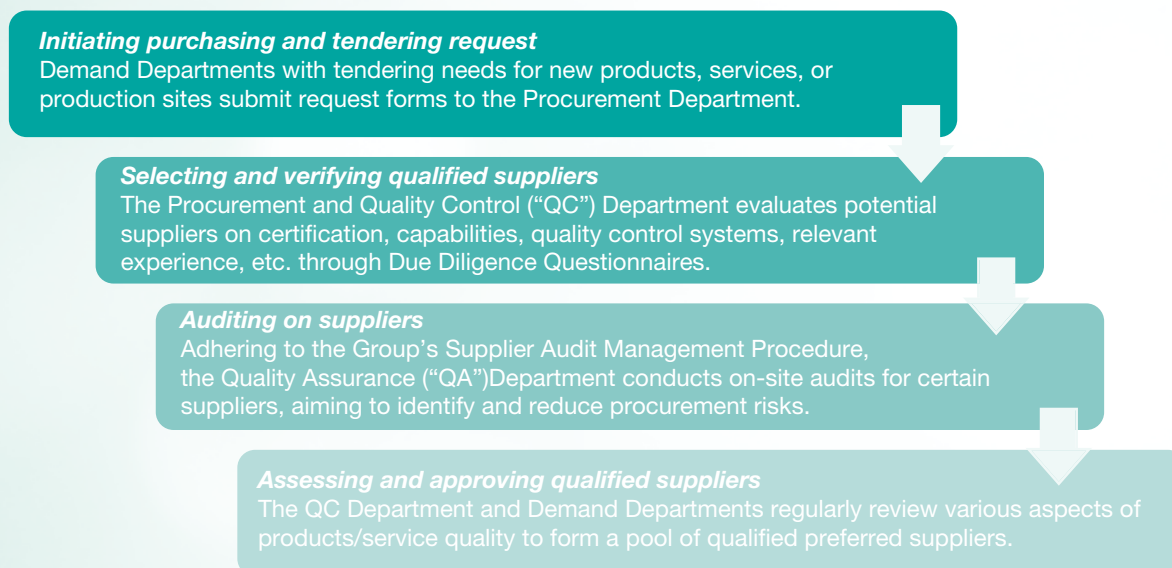 Initiating purchasing and tendering request
Demand Departments with tendering needs for new products, services, or
production sites submit request forms to the Procurement Department.
Selecting and verifying qualified suppliers
The Procurement and Quality Control (“QC”) Department evaluates potential
suppliers on certification, capabilities, quality control systems, relevant
experience, etc. through Due Diligence Questionnaires.
Auditing on suppliers
Adhering to the Group’s Supplier Audit Management Procedure,
the Quality Assurance (“QA”)Department conducts on-site audits for certain
suppliers, aiming to identify and reduce procurement risks.
Assessing and approving qualified suppliers
The QC Department and Demand Departments regularly review various aspects of
products/service quality to form a pool of qualified preferred suppliers.